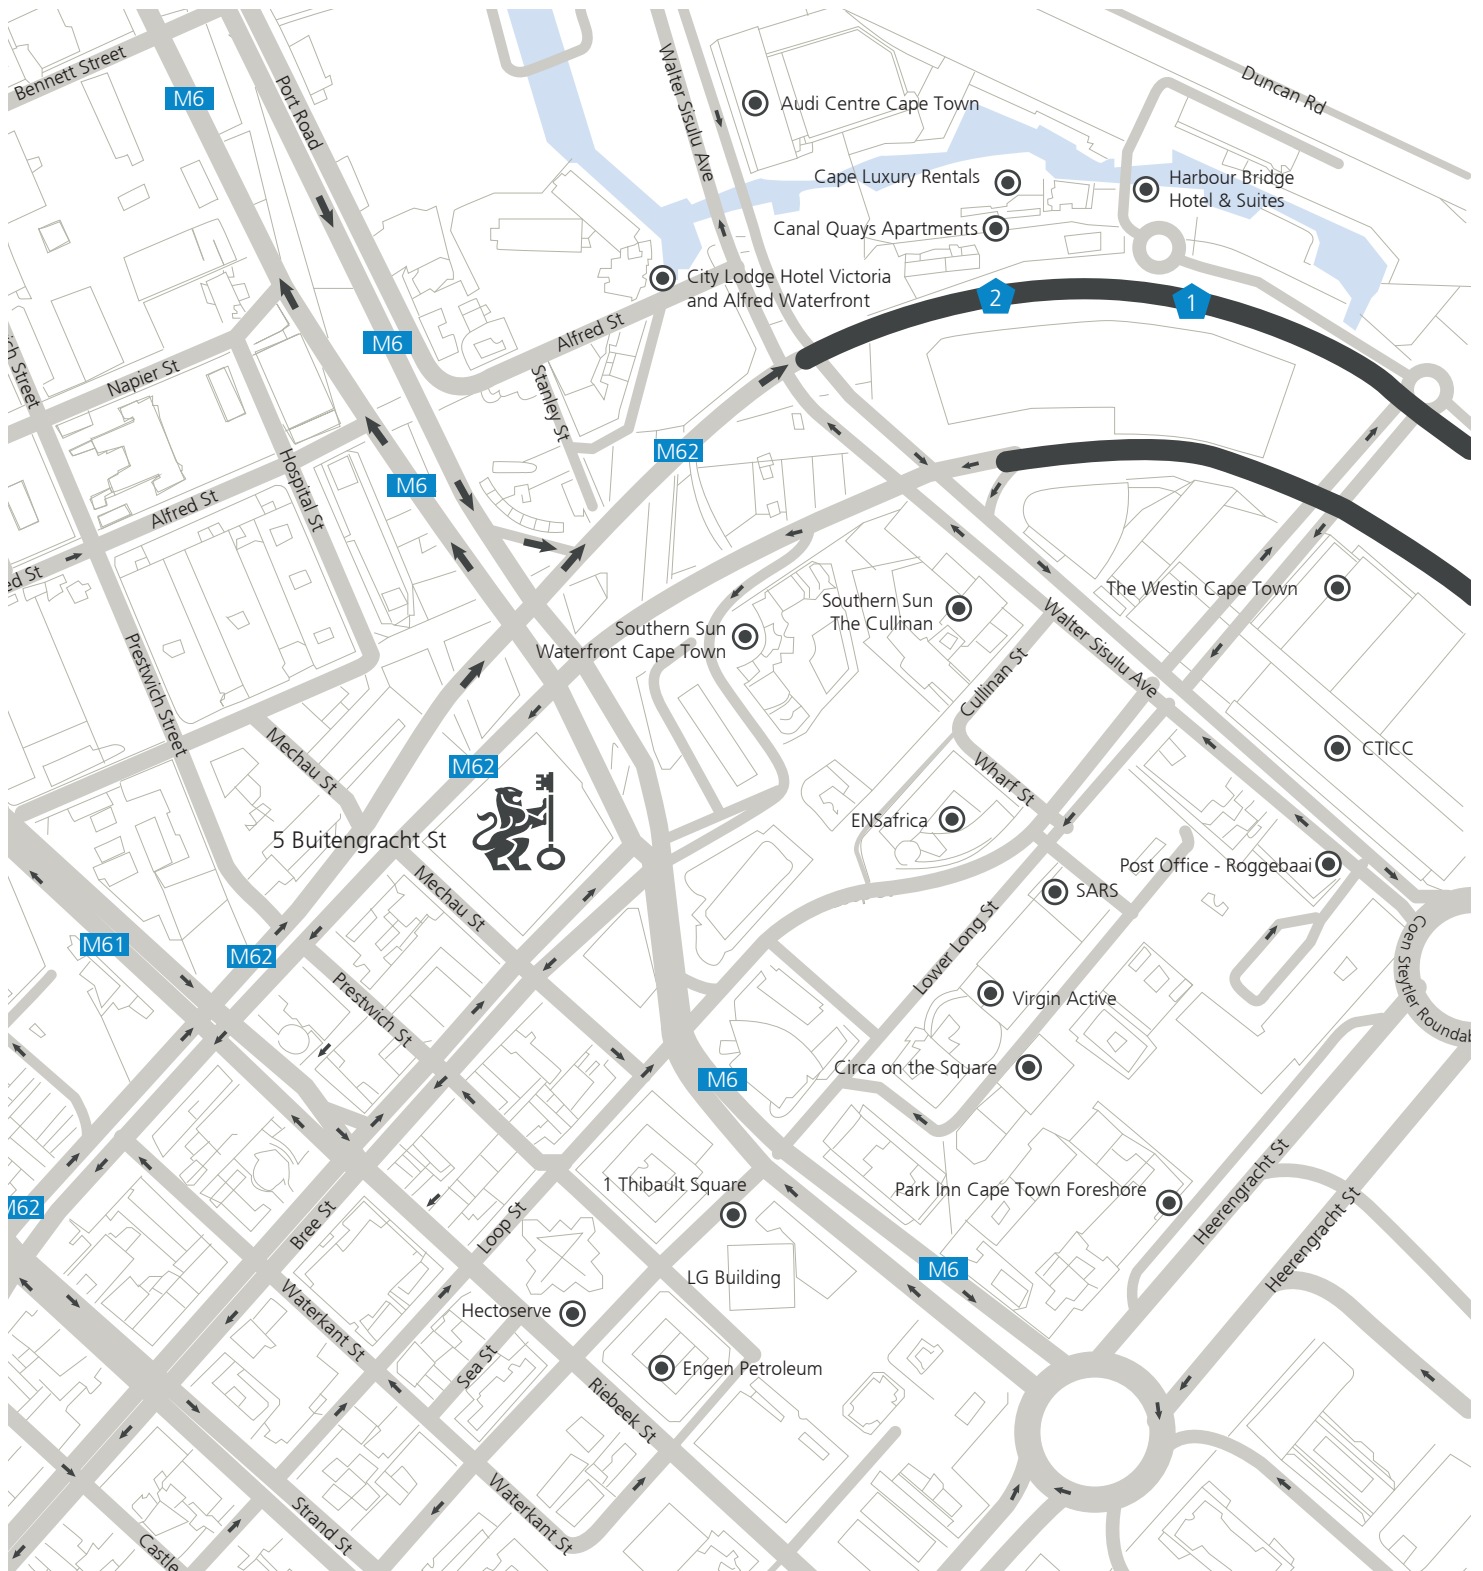 Bennett Street
M6
Port Road
Walter Sisulu Ave
Audi Centre Cape Town
Duncan Rd
Cape Luxury Rentals
Harbour Bridge
Hotel & Suites
Canal Quays Apartments
City Lodge Hotel Victoria
and Alfred Waterfront
2
1
M6
Alfred St
Napier St
Stanley St
M62
Hospital St
M6
Alfred St
The Westin Cape Town
Southern Sun
The Cullinan
Southern Sun
Waterfront Cape Town
Walter Sisulu Ave
Cullinan St
Prestwich Street
Mechau St
M62
CTICC
Wharf St
ENSafrica
5 Buitengracht St
Post Office - Roggebaai
Mechau St
SARS
Lower Long St
M61
M62
Coen Steytler
Prestwich St
Virgin Active
Circa on the Square
M6
1 Thibault Square
Park Inn Cape Town Foreshore
Heerengracht St
Heerengracht St
M62
Bree St
Loop St
M6
LG Building
Hectoserve
Waterkant St
Sea St
Engen Petroleum
Riebeek St
Waterkant St
Strand St
Castle